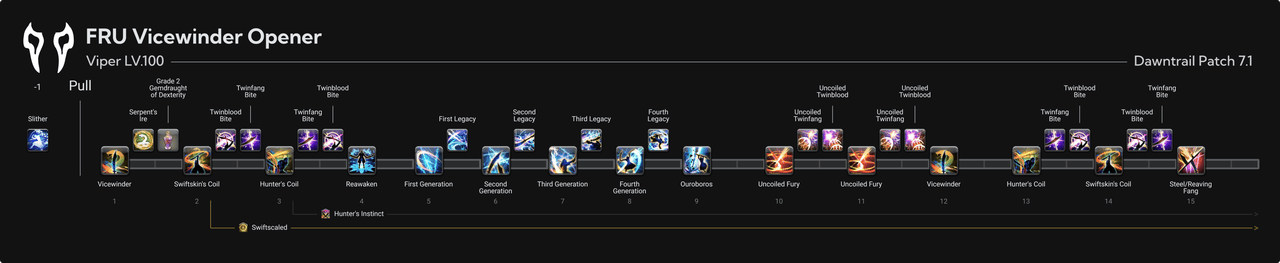 FRU Vicewinder Opener
Viper LV.100
Dawntrail Patch 7.1
-1
Pull
Slither
Serpent's
Ire
Grade 2
Gemdraught
of Dexterity
Twinblood
Bite
Twinfang
Bite
Twinfang
Bite
Twinblood
Bite
First Legacy
Second
Legacy
Third Legacy
Fourth
Legacy
Uncoiled
Twinfang
Uncoiled
Twinblood
Uncoiled
Twinfang
Uncoiled
Twinblood
Twinfang
Bite
Twinblood
Bite
Twinblood
Bite
Twinfang
Bite
Vicewinder
Swiftskin's Coil
Hunter's Coil
Reawaken
First Generation
Second
Generation
Third Generation
Fourth
Generation
Ouroboros
Uncoiled Fury
Uncoiled Fury
Vicewinder
Hunter's Coil
Swiftskin's Coil
Steel/Reaving
Fang
1
2
3
4
5
6
7
8
9
10
11
12
13
14
15
Hunter's Instinct
Swiftscaled